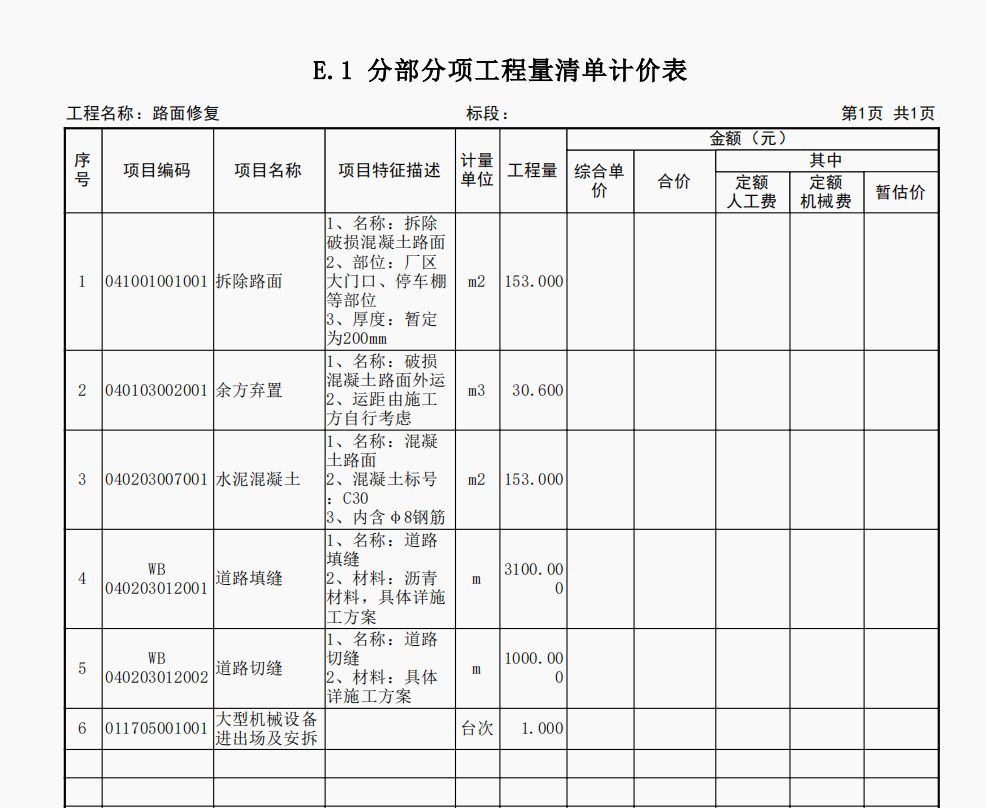 E.1 分部分项工程量清单计价表
工程名称：路面修复 标段： 第1页 共1页
序号 项目编码 项目名称 项目特征描述 计量单位 工程量 金额（元）
综合单价 合价 其中
定额人工费 定额机械费 暂估价
1 041001001001 拆除路面
1、名称：拆除
破损混凝土路面
2、部位：厂区
大门口、停车棚
等部位
3、厚度：暂定
为200mm
m2 153.000
2 040103002001 余方弃置
1、名称：破损
混凝土路面外运
2、运距由施工
方自行考虑
m3 30.600
3 040203007001 水泥混凝土
1、名称：混凝
土路面
2、混凝土标号
：C30
3、内含φ8钢筋
m2 153.000
4 WB
040203012001 道路填缝
1、名称：道路
填缝
2、材料：沥青
材料，具体详施
工方案
m 3100.00
0
5 WB
040203012002 道路切缝
1、名称：道路
切缝
2、材料：具体
详施工方案
m 1000.00
0
6 011705001001 大型机械设备
进出场及安拆
台次 1.000